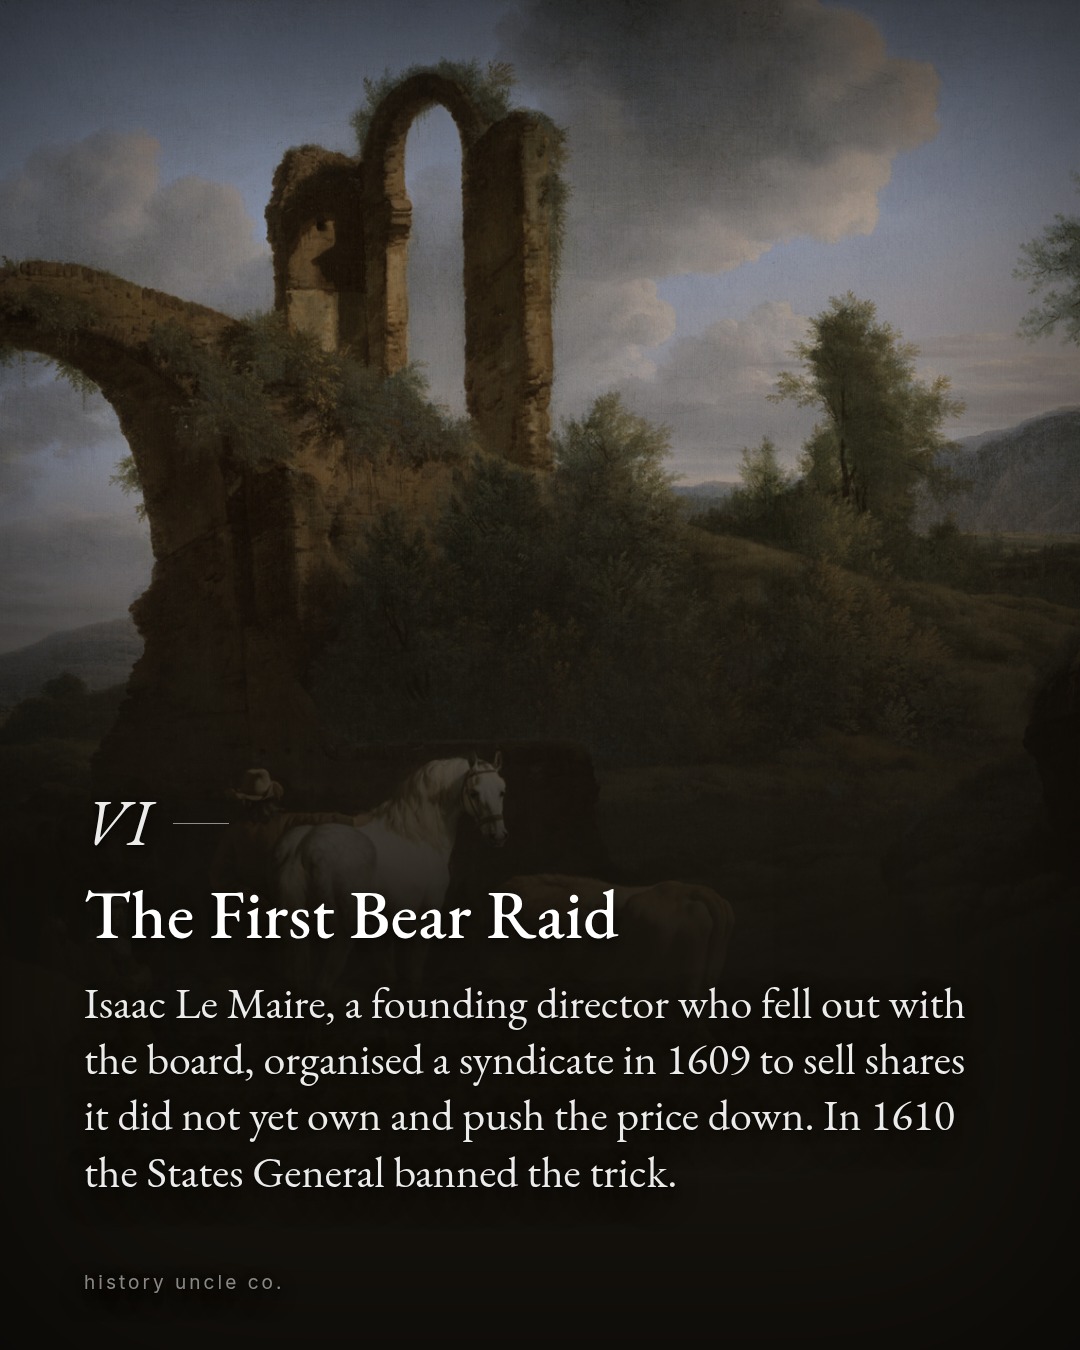 VI
The First Bear Raid
Isaac Le Maire, a founding director who fell out with
the board, organised a syndicate in 1609 to sell shares
it did not yet own and push the price down. In 1610
the States General banned the trick.
history uncle co.